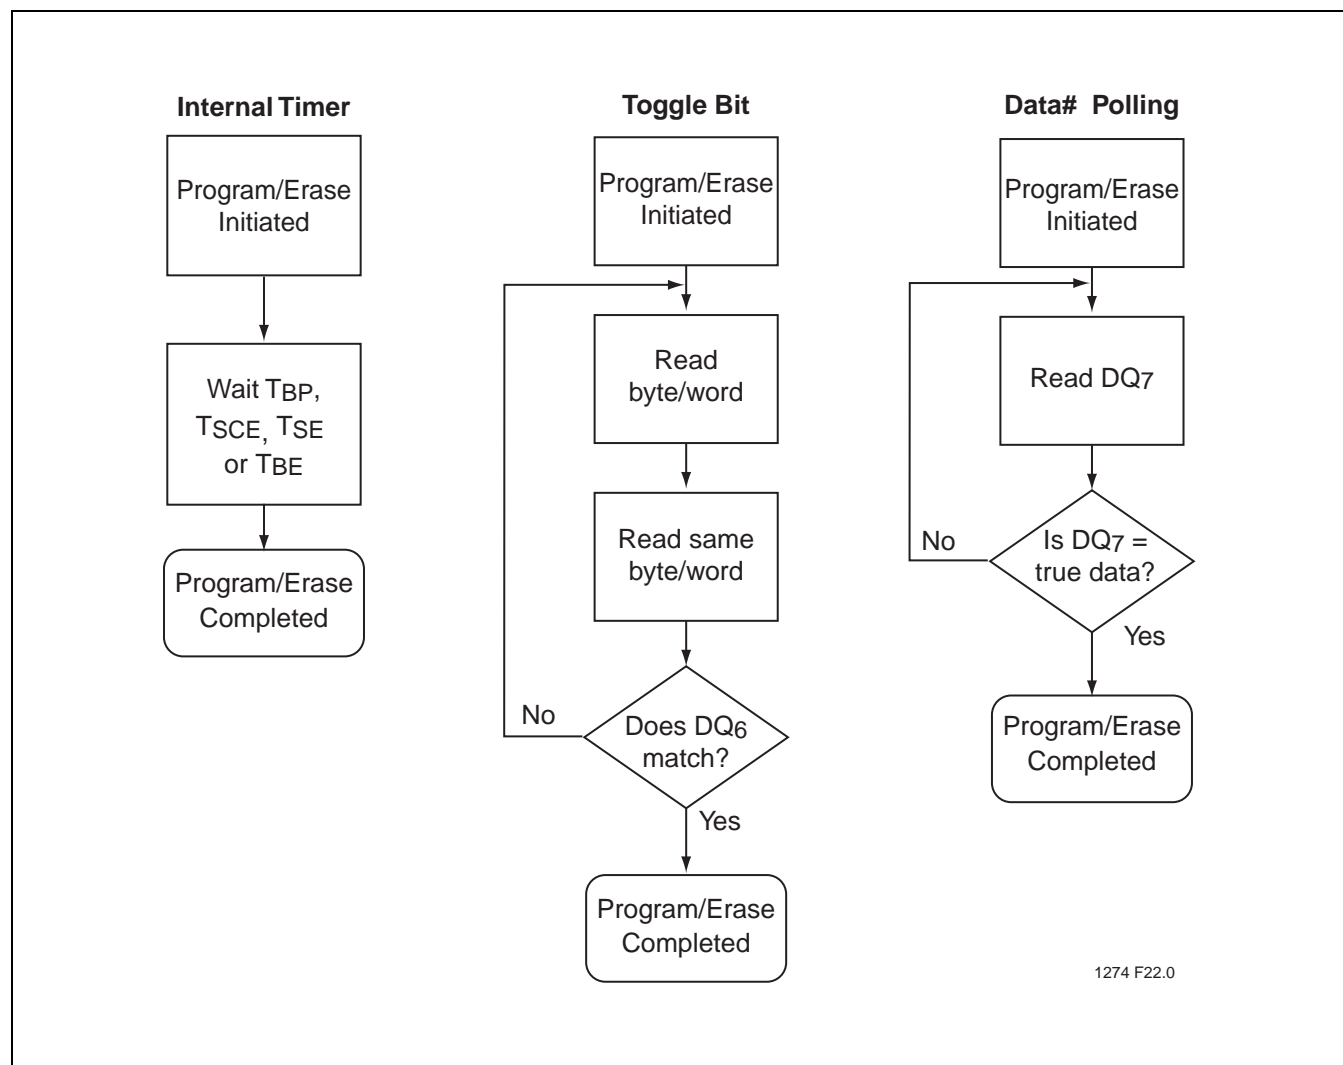 Internal Timer
Program/Erase
Initiated
Wait TBP,
TSCE, TSE
or TBE
Program/Erase
Completed
Toggle Bit
Program/Erase
Initiated
Read
byte/word
Read same
byte/word
No
Does DQ6
match?
Yes
Program/Erase
Completed
Data# Polling
Program/Erase
Initiated
Read DQ7
No
Is DQ7 =
true data?
Yes
Program/Erase
Completed
1274 F22.0